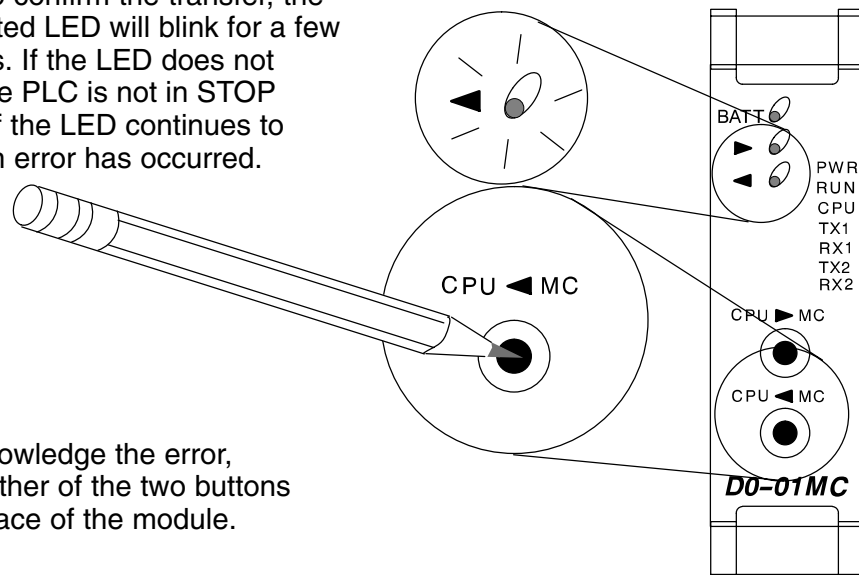 confirm the transfer, the
ted LED will blink for a few
s. If the LED does not
e PLC is not in STOP
f the LED continues to
n error has occurred.
CPU ◄ MC
nowledge the error,
ther of the two buttons
ace of the module.
BATT
►
◄
PWR
RUN
CPU
TX1
RX1
TX2
RX2
CPU ► MC
CPU ◄ MC
D0–01MC